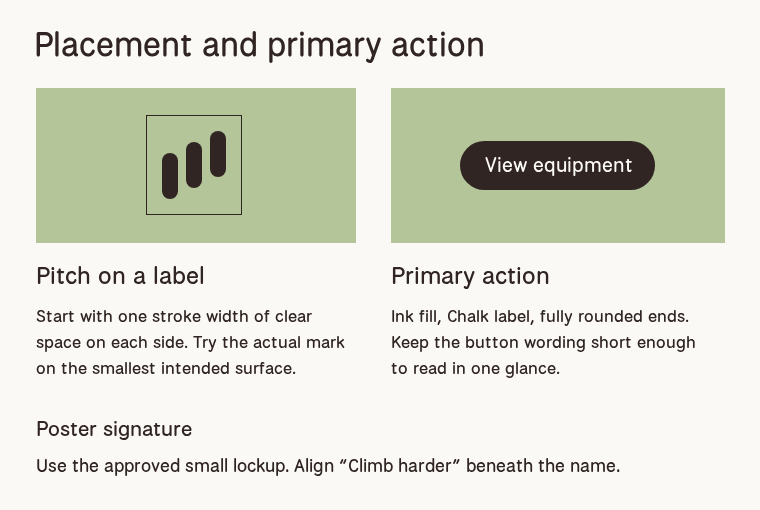 Placement and primary action
View equipment
Pitch on a label
Start with one stroke width of clear
space on each side. Try the actual mark
on the smallest intended surface.
Primary action
Ink fill, Chalk label, fully rounded ends.
Keep the button wording short enough
to read in one glance.
Poster signature
Use the approved small lockup. Align “Climb harder” beneath the name.